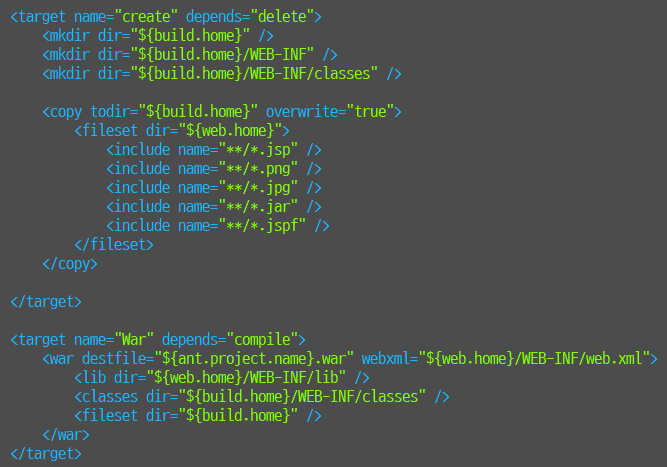 <target name="create" depends="delete">
    <mkdir dir="${build.home}" />
    <mkdir dir="${build.home}/WEB-INF" />
    <mkdir dir="${build.home}/WEB-INF/classes" />

    <copy todir="${build.home}" overwrite="true">
        <fileset dir="${web.home}">
            <include name="**/*.jsp" />
            <include name="**/*.png" />
            <include name="**/*.jpg" />
            <include name="**/*.jar" />
            <include name="**/*.jspf" />
        </fileset>
    </copy>

</target>

<target name="War" depends="compile">
    <war destfile="${ant.project.name}.war" webxml="${web.home}/WEB-INF/web.xml">
        <lib dir="${web.home}/WEB-INF/lib" />
        <classes dir="${build.home}/WEB-INF/classes" />
        <fileset dir="${build.home}" />
    </war>
</target>